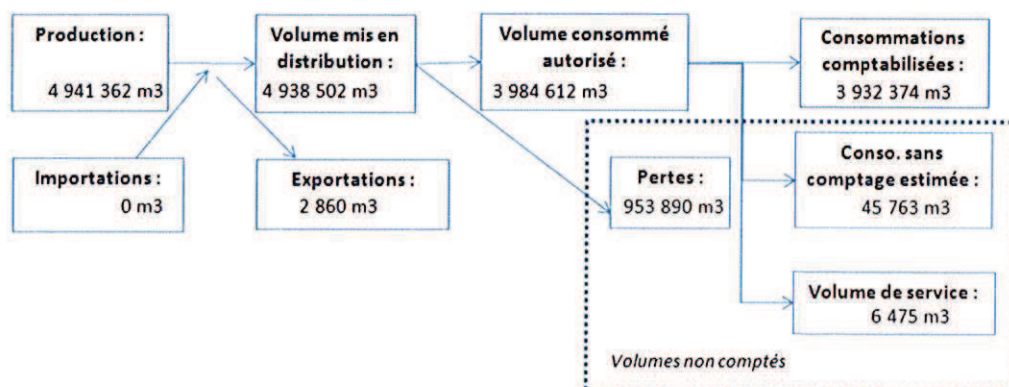 Production :
4 941 362 m3
Volume mis en
distribution :
4 938 502 m3
Volume consommé
autorisé :
3 984 612 m3
Consommations
comptabilisées :
3 932 374 m3
Importations :
0 m3
Exportations :
2 860 m3
Pertes :
953 890 m3
Conso. sans
comptage estimée :
45 763 m3
Volume de service :
6 475 m3
Volumes non comptés